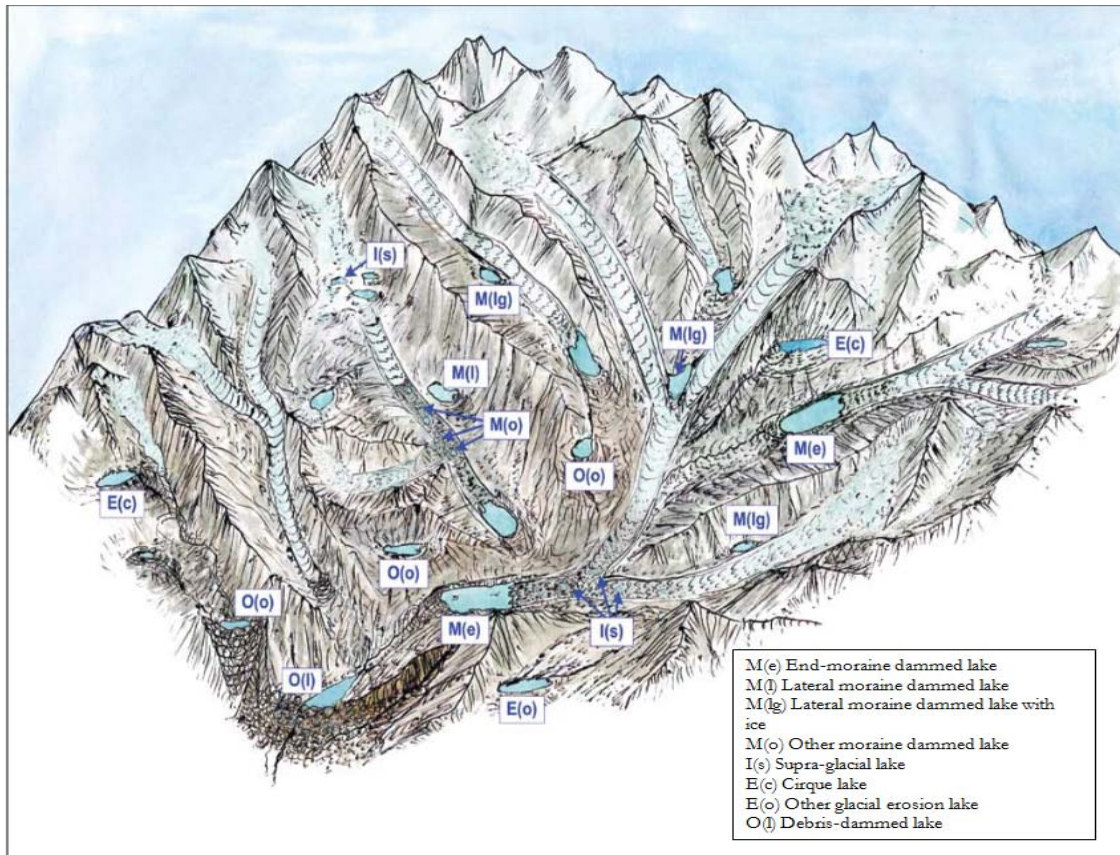 I(s)
M(lg)
M(lg)
E(c)
M(l)
M(o)
M(e)
O(o)
E(c)
M(lg)
O(o)
O(o)
M(e)
I(s)
O(l)
E(o)
M(e) End-moraine dammed lake
M(l) Lateral moraine dammed lake
M(lg) Lateral moraine dammed lake with
ice
M(o) Other moraine dammed lake
I(s) Supra-glacial lake
E(c) Cirque lake
E(o) Other glacial erosion lake
O(l) Debris-dammed lake